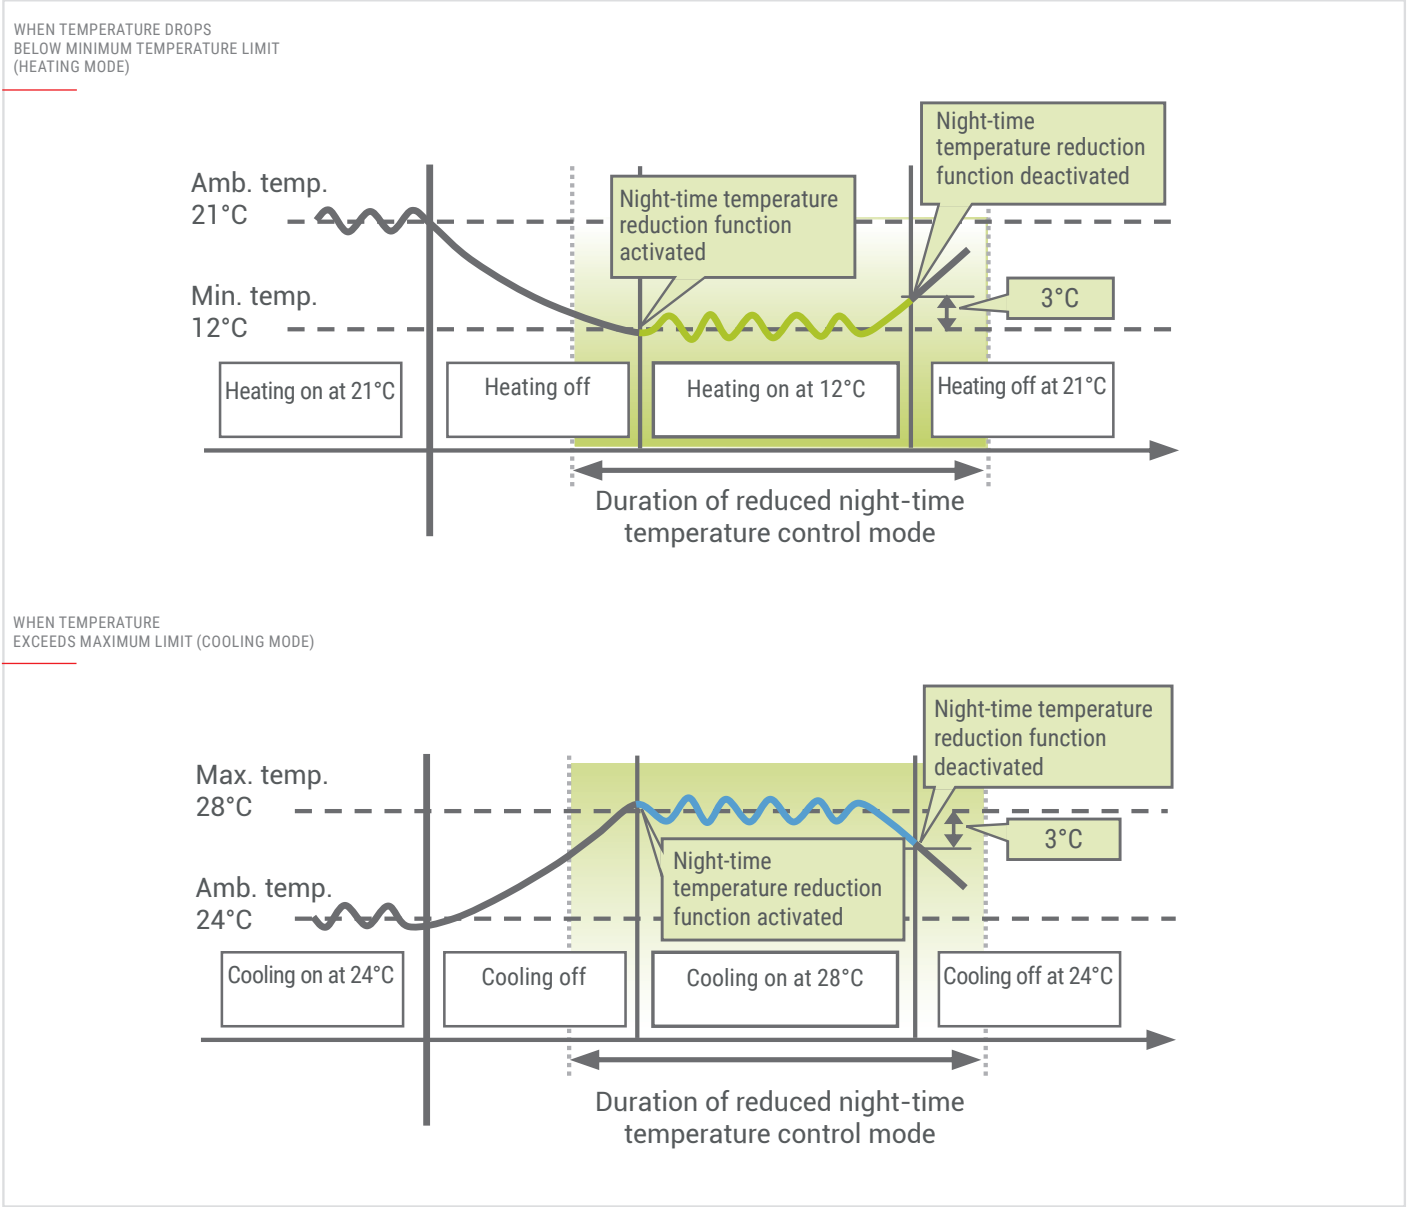 WHEN TEMPERATURE DROPS
BELOW MINIMUM TEMPERATURE LIMIT
(HEATING MODE)
Night-time
temperature reduction
function deactivated
Amb. temp.
21°C
Night-time temperature
reduction function
activated
Min. temp.
12°C
3°C
Heating on at 21°C
Heating off
Heating on at 12°C
Heating off at 21°C
Duration of reduced night-time
temperature control mode
WHEN TEMPERATURE
EXCEEDS MAXIMUM LIMIT (COOLING MODE)
Night-time temperature
reduction function
deactivated
Max. temp.
28°C
3°C
Night-time
temperature reduction
function activated
Amb. temp.
24°C
Cooling on at 24°C
Cooling off
Cooling on at 28°C
Cooling off at 24°C
Duration of reduced night-time
temperature control mode